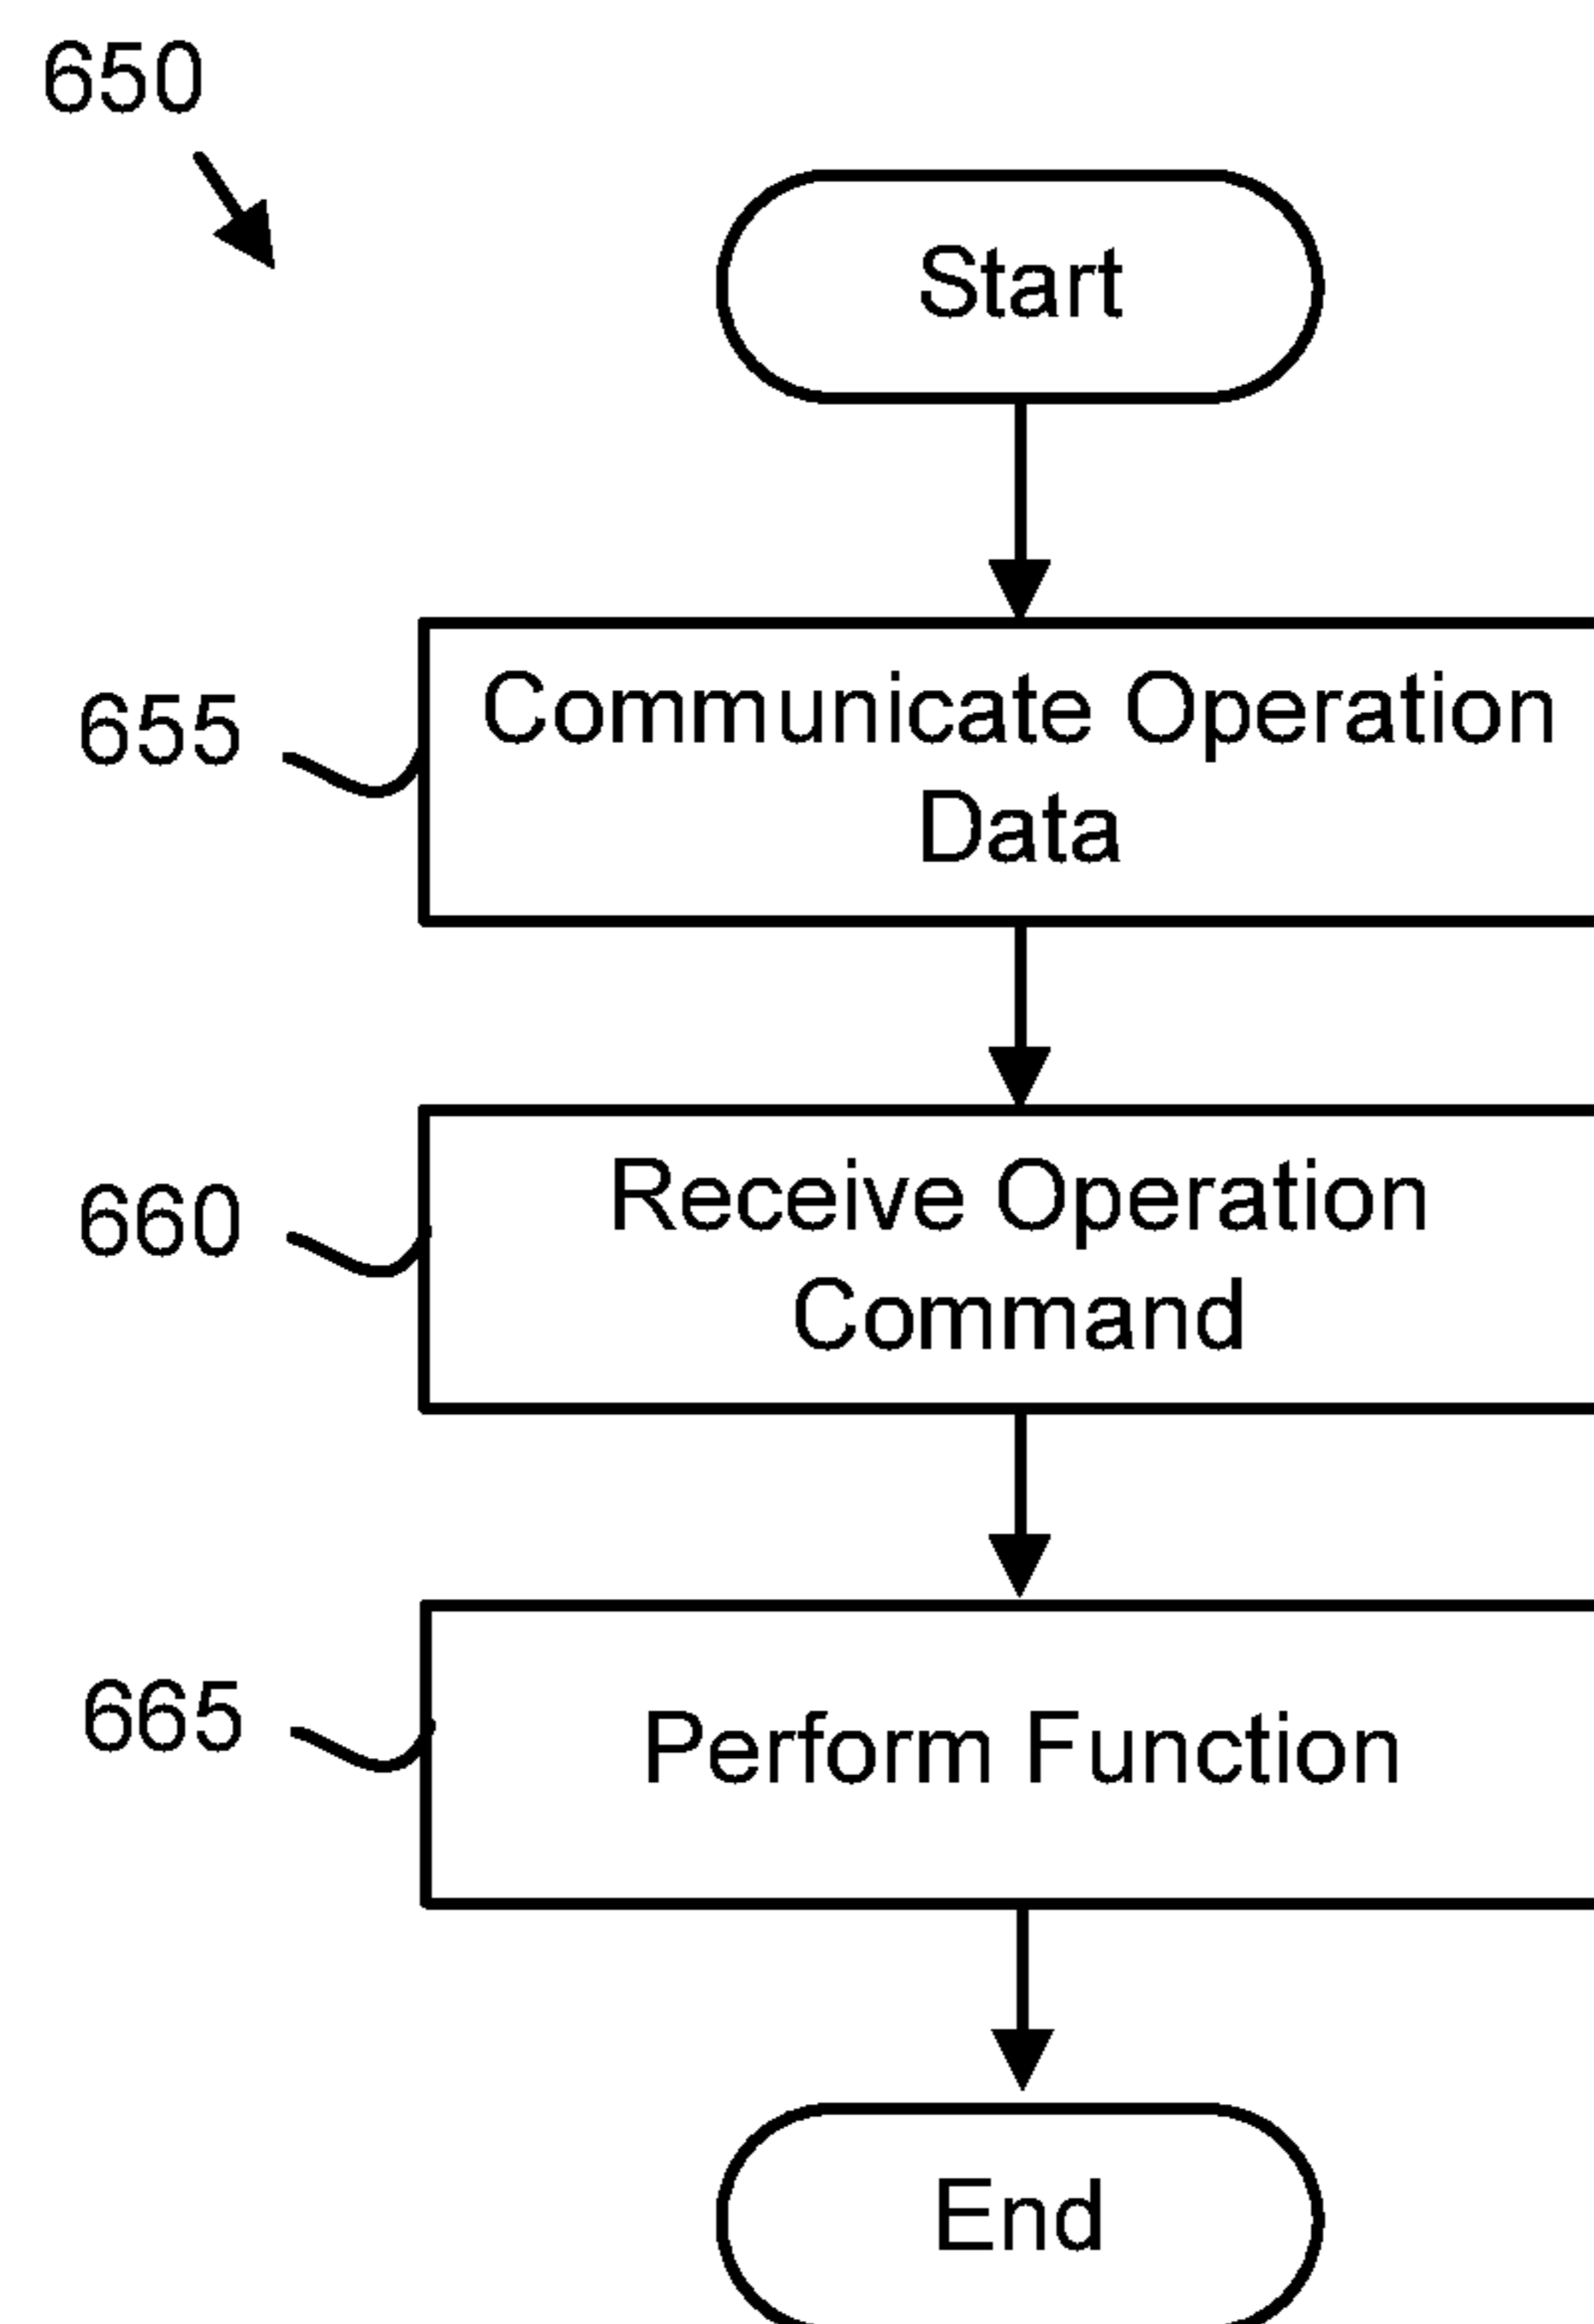 650
Start
655
Communicate Operation
Data
660
Receive Operation
Command
665
Perform Function
End